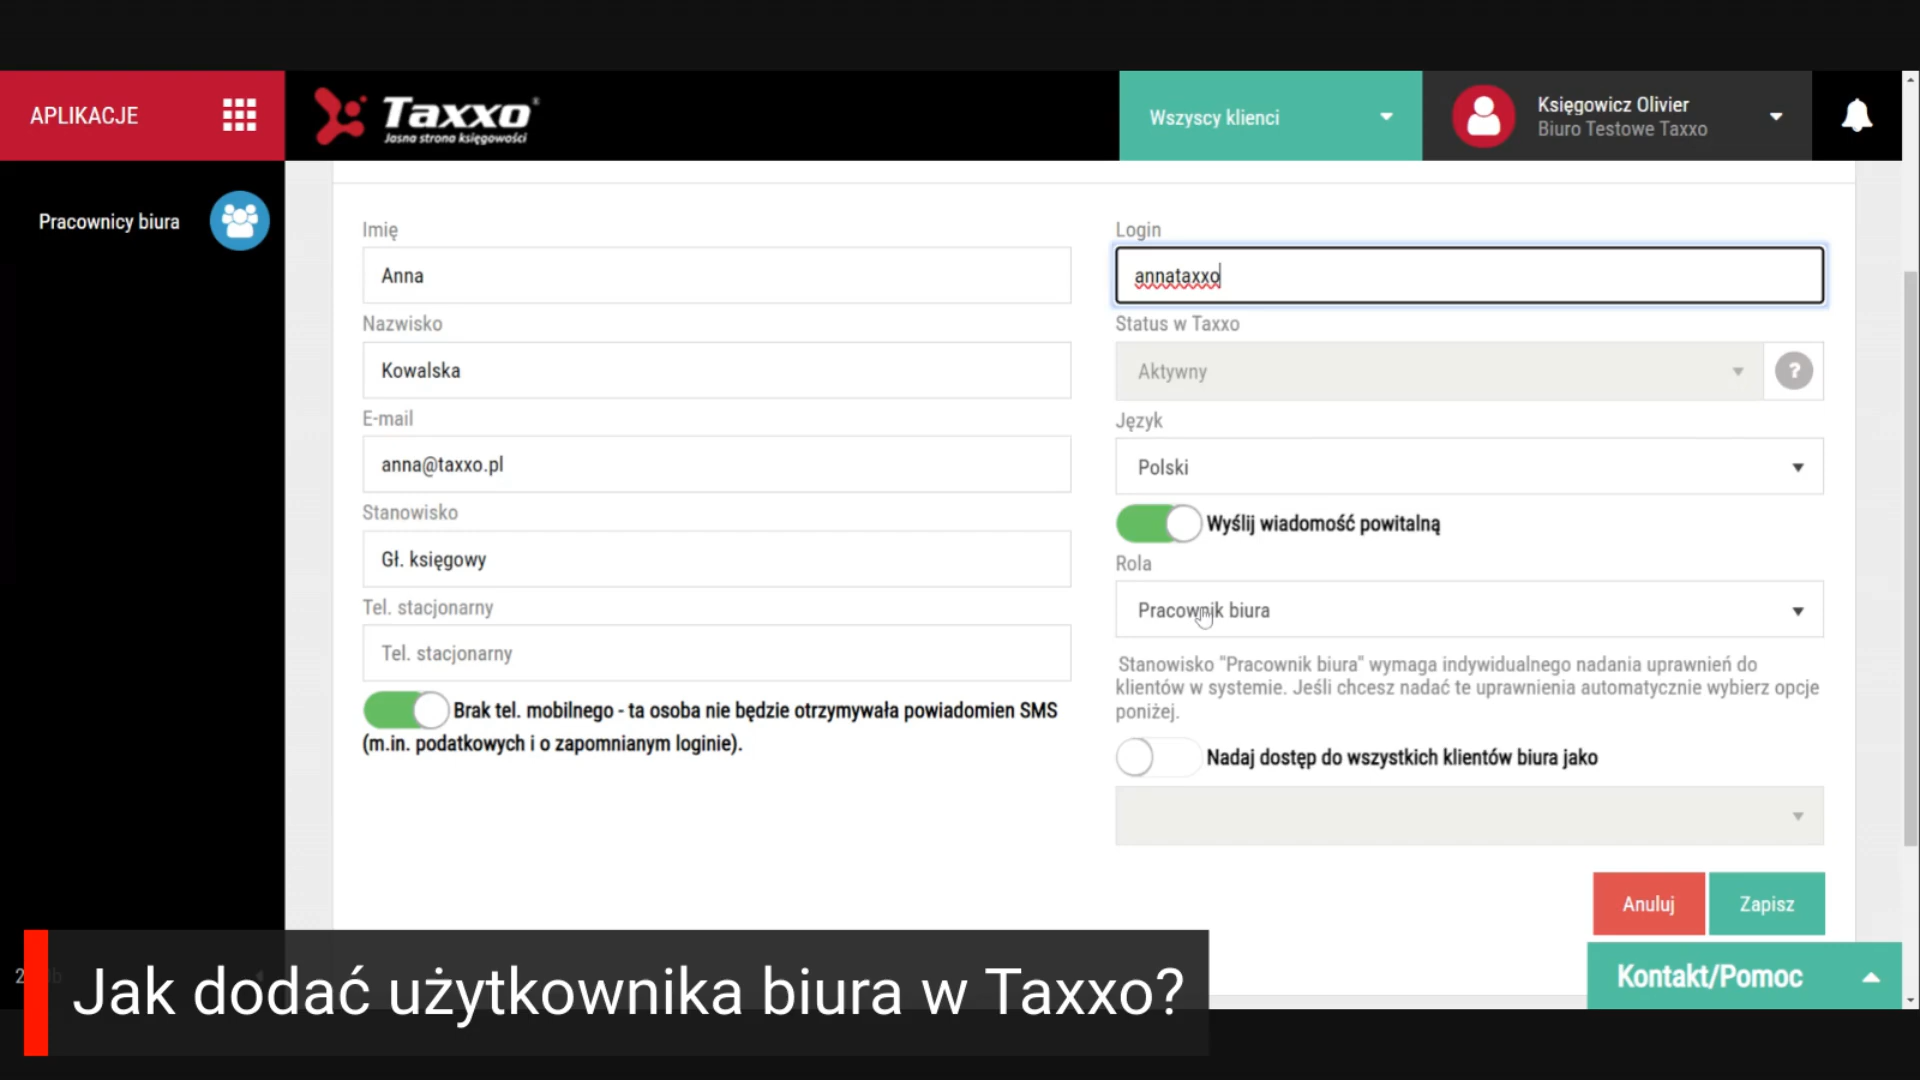 APLIKACJE
Taxxo®
Jasna strona księgowości
Wszyscy klienci
Księgowicz Olivier
Biuro Testowe Taxxo
Pracownicy biura
Imię
Anna
Nazwisko
Kowalska
E-mail
anna@taxxo.pl
Stanowisko
Gł. księgowy
Tel. stacjonarny
Tel. stacjonarny
Brak tel. mobilnego - ta osoba nie będzie otrzymywała powiadomien SMS
(m.in. podatkowych i o zapomnianym loginie).
Login
annataxxo
Status w Taxxo
Aktywny
?
Język
Polski
Wyślij wiadomość powitalną
Rola
Pracownik biura
Stanowisko "Pracownik biura" wymaga indywidualnego nadania uprawnień do
klientów w systemie. Jeśli chcesz nadać te uprawnienia automatycznie wybierz opcje
poniżej.
Nadaj dostęp do wszystkich klientów biura jako
Anuluj
Zapisz
Kontakt/Pomoc
Jak dodać użytkownika biura w Taxxo?